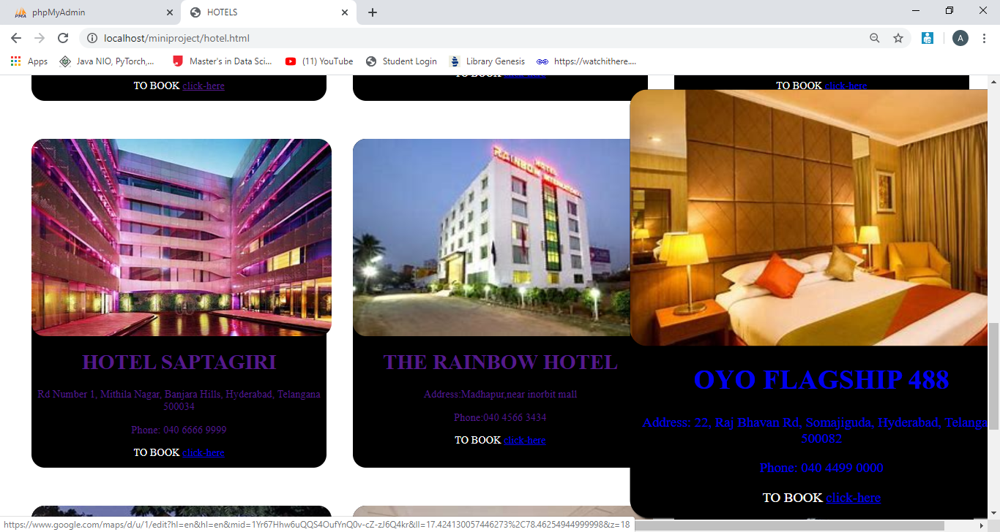 phpMyAdmin
HOTELS
localhost/miniproject/hotel.html
A
Apps
Java NIO, PyTorch,...
Master's in Data Sci...
(11) YouTube
Student Login
Library Genesis
https://watchithere....
TO BOOK click-here
TO BOOK click-here
TO BOOK click-here
HOTEL
RAINBOW INTERNATIONAL
HOTEL SAPTAGIRI
Rd Number 1, Mithila Nagar, Banjara Hills, Hyderabad, Telangana
500034
Phone: 040 6666 9999
TO BOOK click-here
THE RAINBOW HOTEL
Address:Madhapur,near inorbit mall
Phone:040 4566 3434
TO BOOK click-here
OYO FLAGSHIP 488
Address: 22, Raj Bhavan Rd, Somajiguda, Hyderabad, Telanga
500082
Phone: 040 4499 0000
TO BOOK click-here
https://www.google.com/maps/d/u/1/edit?hl=en&hl=en&mid=1Yr67Hhw6uQQS4OufYnQ0v-cZ-zJ6Q4kr&ll=17.424130057446273%2C78.46254944999998&z=18